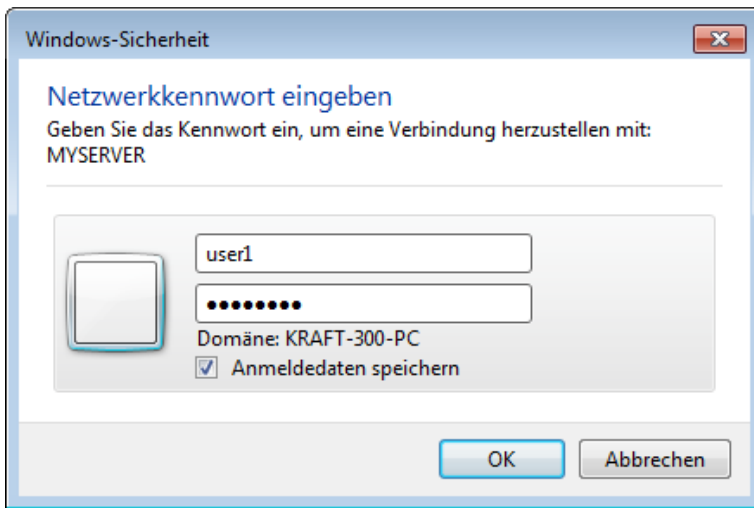 Windows-Sicherheit
Netzwerkkennwort eingeben
Geben Sie das Kennwort ein, um eine Verbindung herzustellen mit:
MYSERVER
user1
●●●●●●●●
Domäne: KRAFT-300-PC
Anmeldedaten speichern
OK
Abbrechen